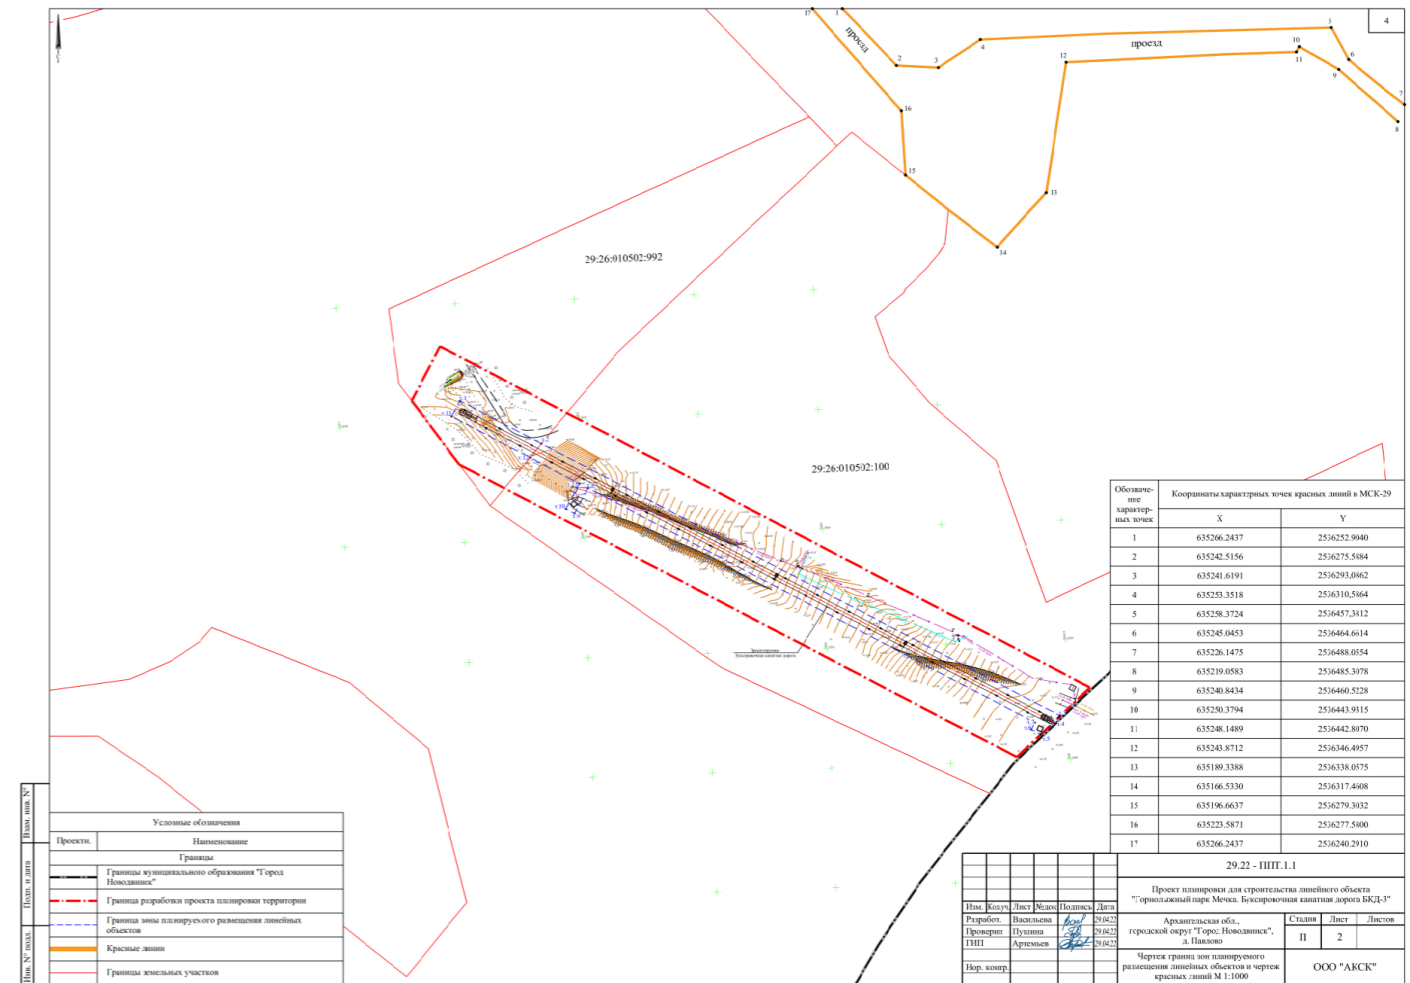 4
17
1
проезд
2
3
4
проезд
5
6
7
8
9
10
11
12
13
14
15
16
29:26:010502:992
29:26:010502:100
Обозначе-
ние
характер-
ных точек
Координаты характерных точек красных линий в МСК-29
X
Y
1 635266.2437 2536252.9040
2 635242.5156 2536275.5884
3 635241.6191 2536293,0862
4 635253.3518 2536310,5864
5 635258.3724 2536457,3812
6 635245.0453 2536464.6614
7 635226.1475 2536488.0554
8 635219.0583 2536485.3978
9 635240.8434 2536460.5228
10 635250.3794 2536443.9315
11 635248.1489 2536442.8070
12 635243.8712 2536346.4957
13 635189.3388 2536338.0575
14 635166.5330 2536317.4608
15 635196.6637 2536279.3032
16 635223.5871 2536277.5800
17 635266.2437 2536240.2910
Взам. инв. N°
Подп. и дата
Инв. N° подл.
Условные обозначения
Проектн.
Наименование
Границы
Границы муниципального образования "Город
Новодвинск"
Граница разработки проекта планировки территории
Граница зоны планируемого размещения линейных
объектов
Красные линии
Границы земельных участков
29.22 - ППТ.1.1
Проект планировки для строительства линейного объекта
"Горнолыжный парк Мечка. Буксировочная канатная дорога БКД-3"
Изм. Кол.уч Лист №док Подпись Дата
Разработ. Васильева 29.04.22
Проверил Пушина 29.04.22
ГИП Артемьев 29.04.22
Нор. контр.
Архангельская обл.,
городской округ "Город Новодвинск",
д. Павлово
Стадия Лист Листов
П 2
Чертеж границ зон планируемого
размещения линейных объектов и чертеж
красных линий М 1:1000
ООО "АКСК"